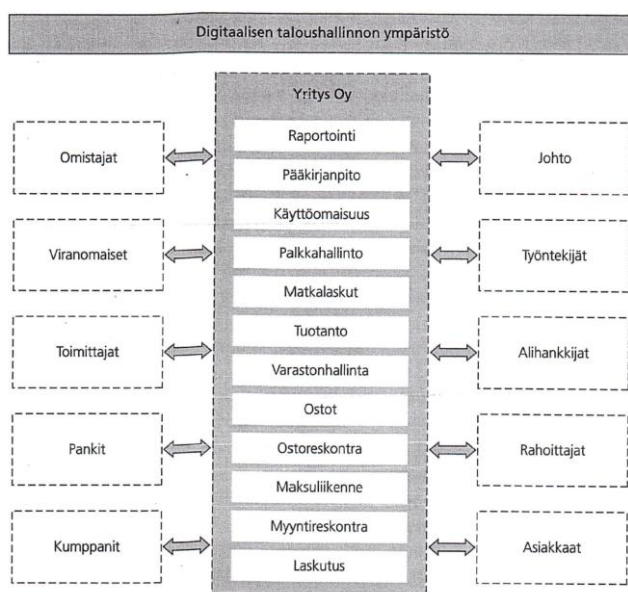 Digitaalisen taloushallinnon ympäristö
Yritys Oy
Omistajat
Viranomaiset
Toimittajat
Pankit
Kumppanit
Raportointi
Pääkirjanpito
Käyttöomaisuus
Palkkahallinto
Matkalaskut
Tuotanto
Varastonhallinta
Ostot
Ostoreskontra
Maksuliikenne
Myyntireskontra
Laskutus
Johto
Työntekijät
Alihankkijat
Rahoittajat
Asiakkaat